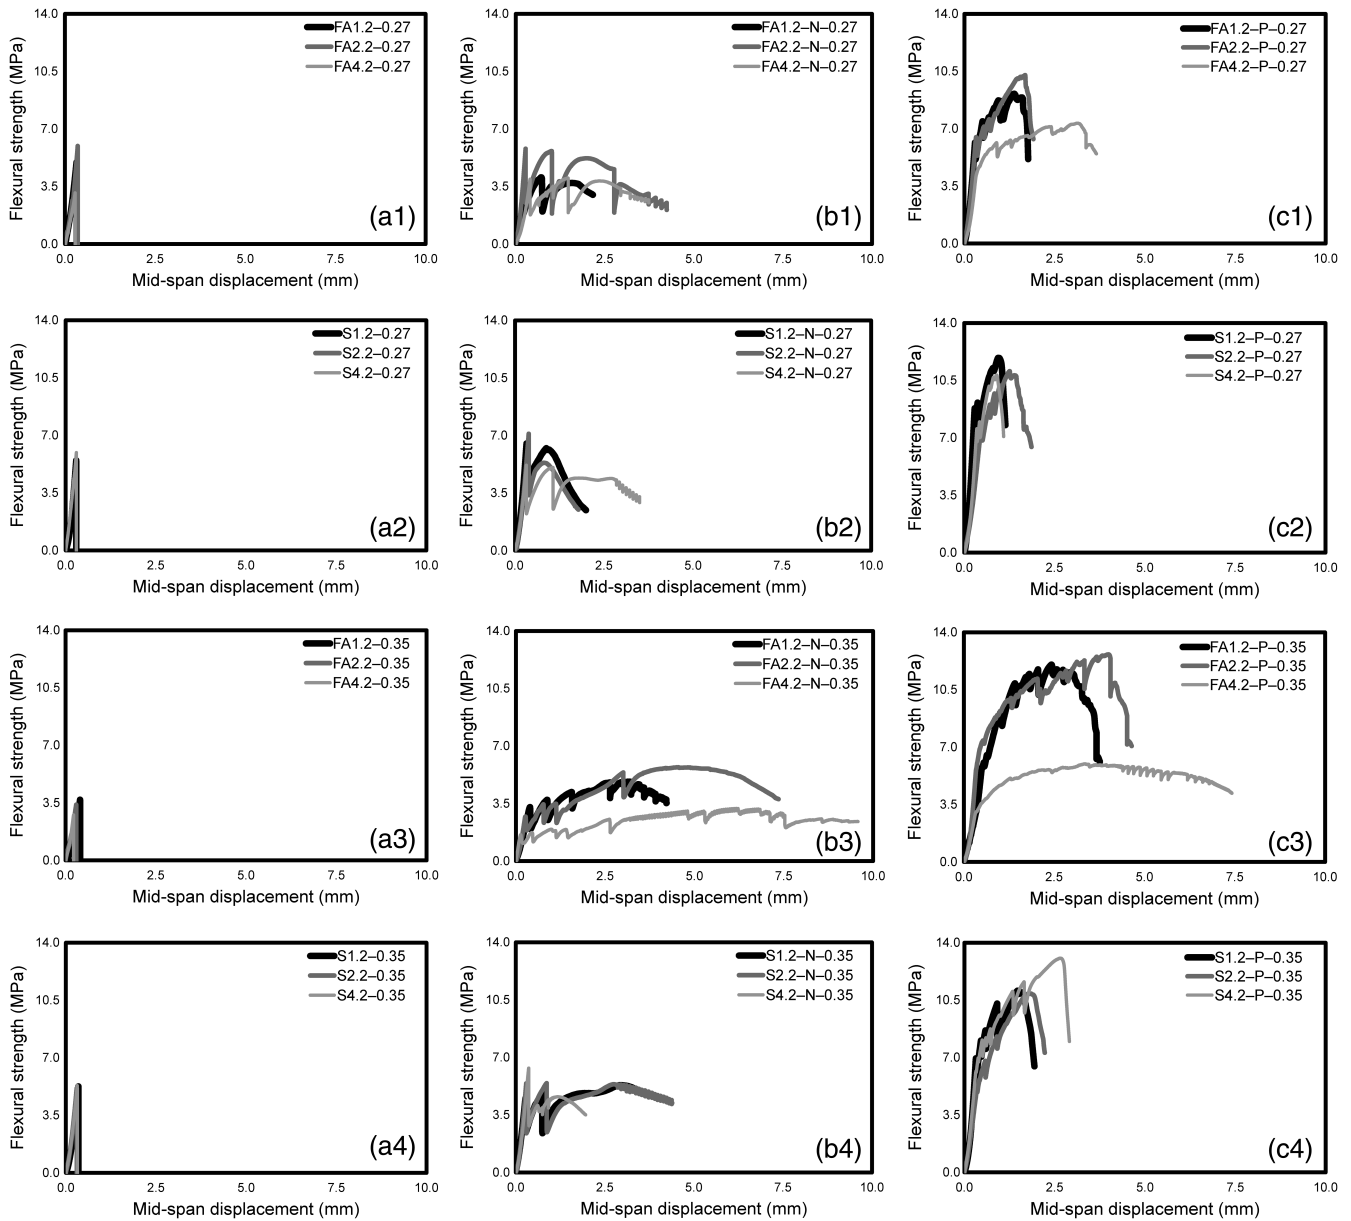 14.0
10.5
7.0
3.5
0.0
0.0
2.5
5.0
7.5
10.0
Flexural strength (MPa)
Mid-span displacement (mm)
FA1.2–0.27
FA2.2–0.27
FA4.2–0.27
(a1)
14.0
10.5
7.0
3.5
0.0
0.0
2.5
5.0
7.5
10.0
Flexural strength (MPa)
Mid-span displacement (mm)
FA1.2–N–0.27
FA2.2–N–0.27
FA4.2–N–0.27
(b1)
14.0
10.5
7.0
3.5
0.0
0.0
2.5
5.0
7.5
10.0
Flexural strength (MPa)
Mid-span displacement (mm)
FA1.2–P–0.27
FA2.2–P–0.27
FA4.2–P–0.27
(c1)
14.0
10.5
7.0
3.5
0.0
0.0
2.5
5.0
7.5
10.0
Flexural strength (MPa)
Mid-span displacement (mm)
S1.2–0.27
S2.2–0.27
S4.2–0.27
(a2)
14.0
10.5
7.0
3.5
0.0
0.0
2.5
5.0
7.5
10.0
Flexural strength (MPa)
Mid-span displacement (mm)
S1.2–N–0.27
S2.2–N–0.27
S4.2–N–0.27
(b2)
14.0
10.5
7.0
3.5
0.0
0.0
2.5
5.0
7.5
10.0
Flexural strength (MPa)
Mid-span displacement (mm)
S1.2–P–0.27
S2.2–P–0.27
S4.2–P–0.27
(c2)
14.0
10.5
7.0
3.5
0.0
0.0
2.5
5.0
7.5
10.0
Flexural strength (MPa)
Mid-span displacement (mm)
FA1.2–0.35
FA2.2–0.35
FA4.2–0.35
(a3)
14.0
10.5
7.0
3.5
0.0
0.0
2.5
5.0
7.5
10.0
Flexural strength (MPa)
Mid-span displacement (mm)
FA1.2–N–0.35
FA2.2–N–0.35
FA4.2–N–0.35
(b3)
14.0
10.5
7.0
3.5
0.0
0.0
2.5
5.0
7.5
10.0
Flexural strength (MPa)
Mid-span displacement (mm)
FA1.2–P–0.35
FA2.2–P–0.35
FA4.2–P–0.35
(c3)
14.0
10.5
7.0
3.5
0.0
0.0
2.5
5.0
7.5
10.0
Flexural strength (MPa)
Mid-span displacement (mm)
S1.2–0.35
S2.2–0.35
S4.2–0.35
(a4)
14.0
10.5
7.0
3.5
0.0
0.0
2.5
5.0
7.5
10.0
Flexural strength (MPa)
Mid-span displacement (mm)
S1.2–N–0.35
S2.2–N–0.35
S4.2–N–0.35
(b4)
14.0
10.5
7.0
3.5
0.0
0.0
2.5
5.0
7.5
10.0
Flexural strength (MPa)
Mid-span displacement (mm)
S1.2–P–0.35
S2.2–P–0.35
S4.2–P–0.35
(c4)